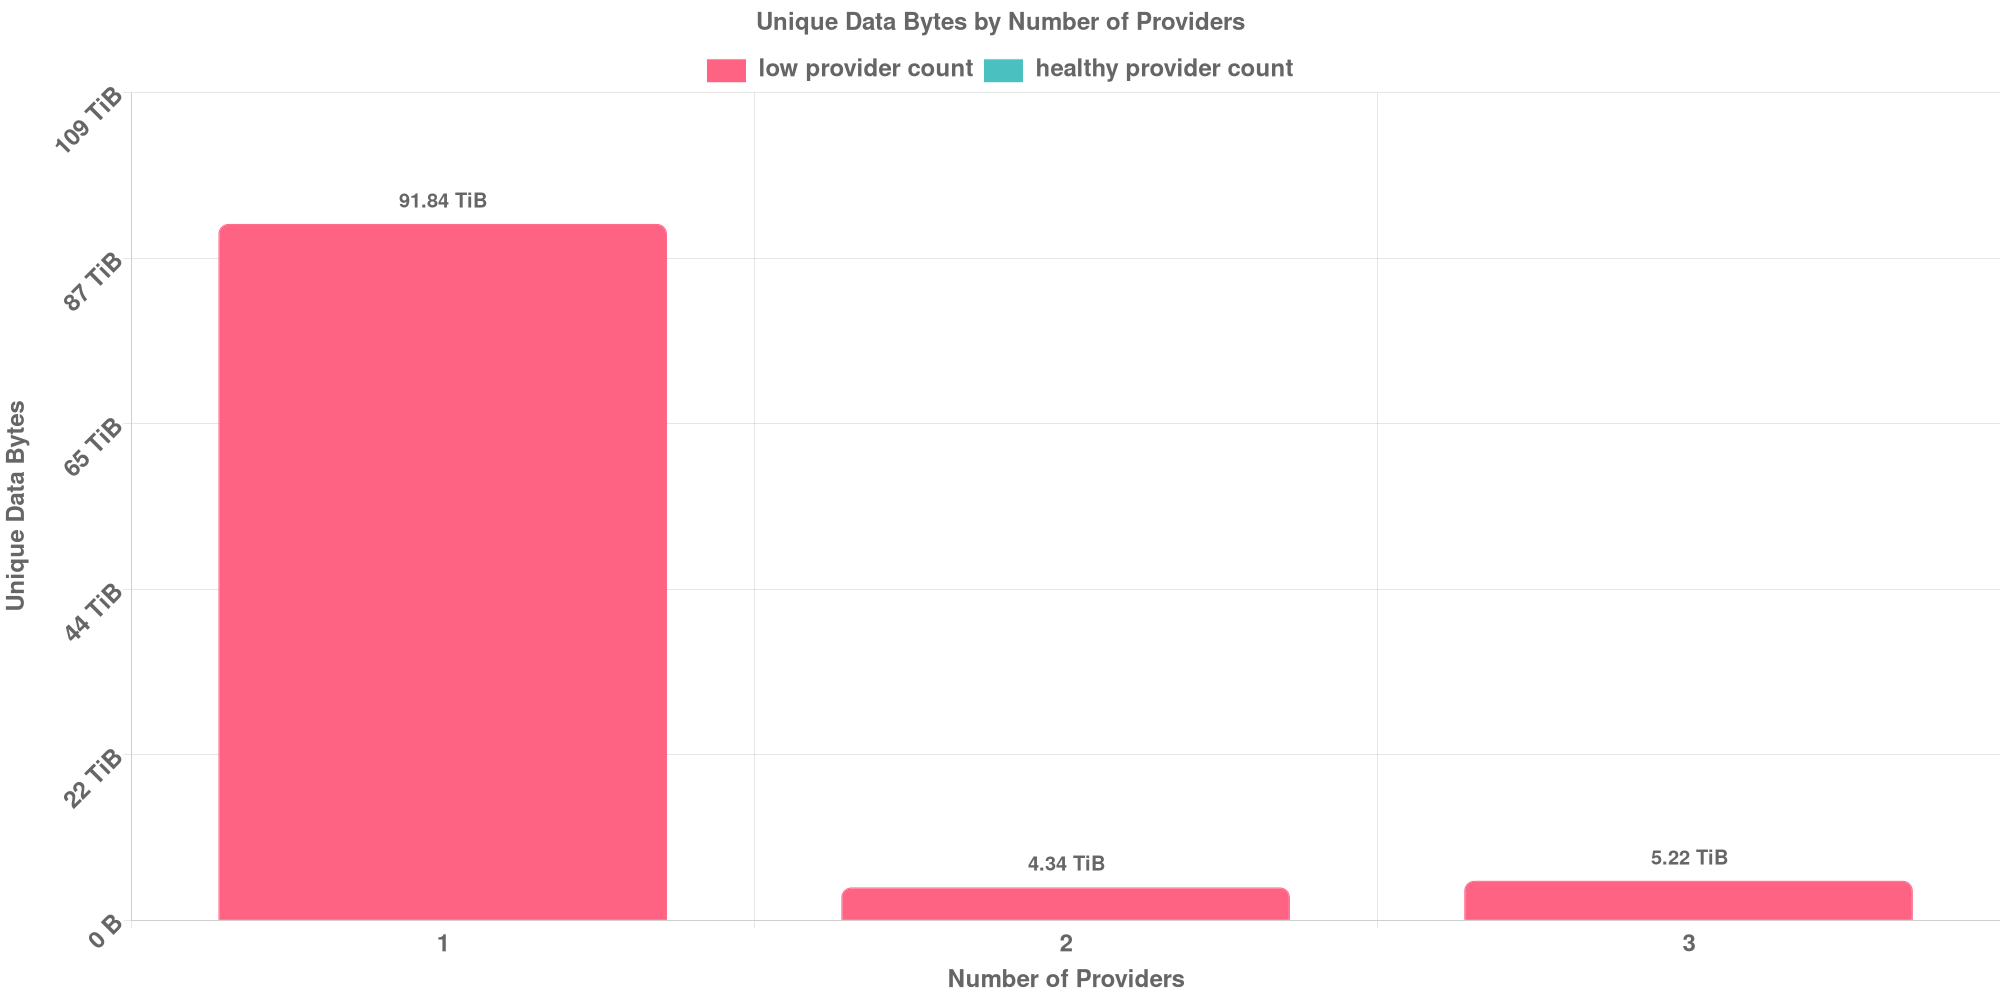 Unique Data Bytes by Number of Providers
low provider count healthy provider count
109 TiB
87 TiB
65 TiB
44 TiB
22 TiB
0 B
Unique Data Bytes
91.84 TiB
4.34 TiB
5.22 TiB
1 2 3
Number of Providers